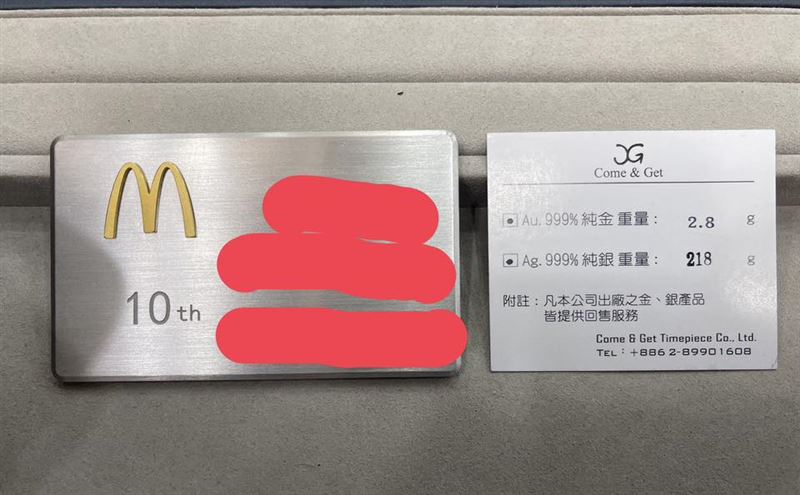 10th
CG
Come & Get
Au. 999% 純金 重量： 2.8 g
Ag. 999% 純銀 重量： 218 g
附註：凡本公司出廠之金、銀產品
皆提供回售服務
Come & Get Timepiece Co., Ltd.
TEL：+886 2-89901608